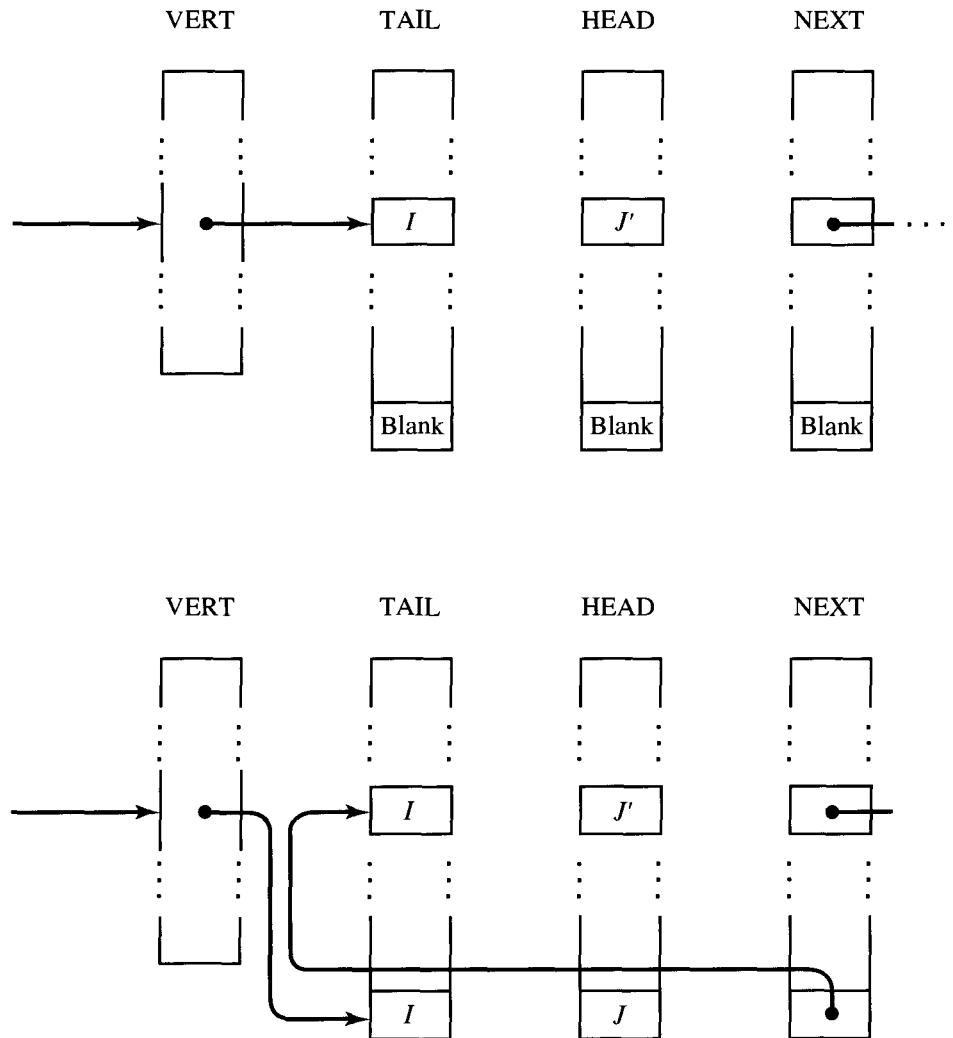 VERT TAIL HEAD NEXT
I J' 
Blank Blank Blank
VERT TAIL HEAD NEXT
I J'
I J